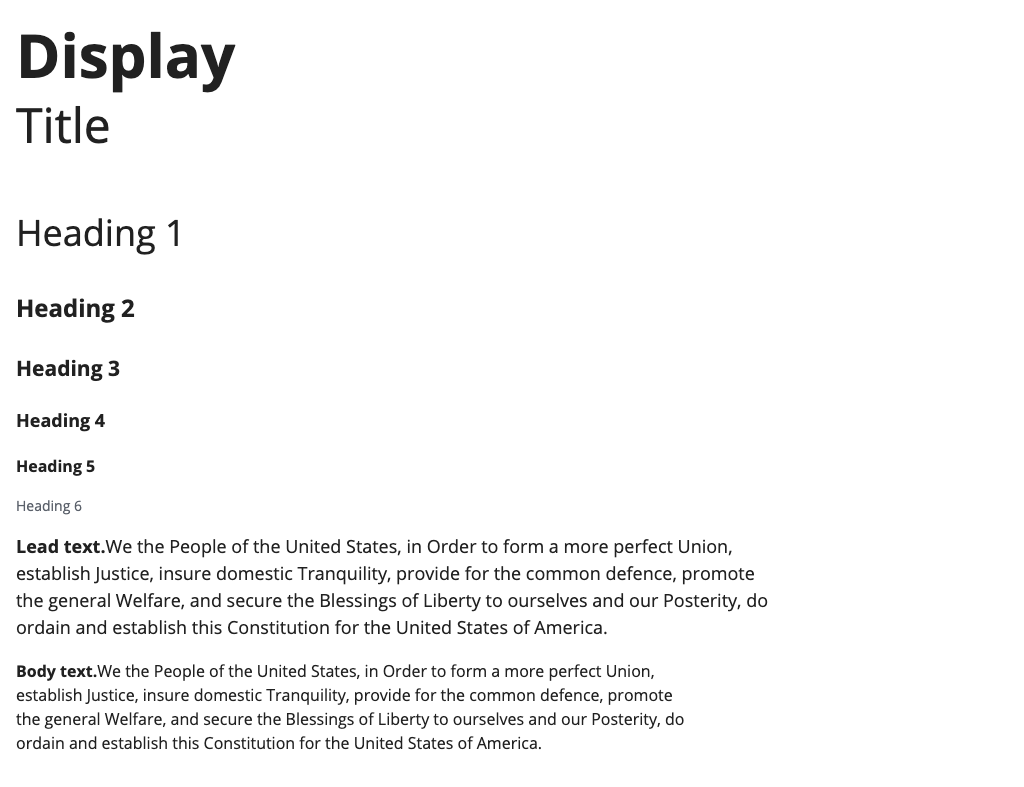 Display
Title
Heading 1
Heading 2
Heading 3
Heading 4
Heading 5
Heading 6
Lead text.We the People of the United States, in Order to form a more perfect Union,
establish Justice, insure domestic Tranquility, provide for the common defence, promote
the general Welfare, and secure the Blessings of Liberty to ourselves and our Posterity, do
ordain and establish this Constitution for the United States of America.
Body text.We the People of the United States, in Order to form a more perfect Union,
establish Justice, insure domestic Tranquility, provide for the common defence, promote
the general Welfare, and secure the Blessings of Liberty to ourselves and our Posterity, do
ordain and establish this Constitution for the United States of America.